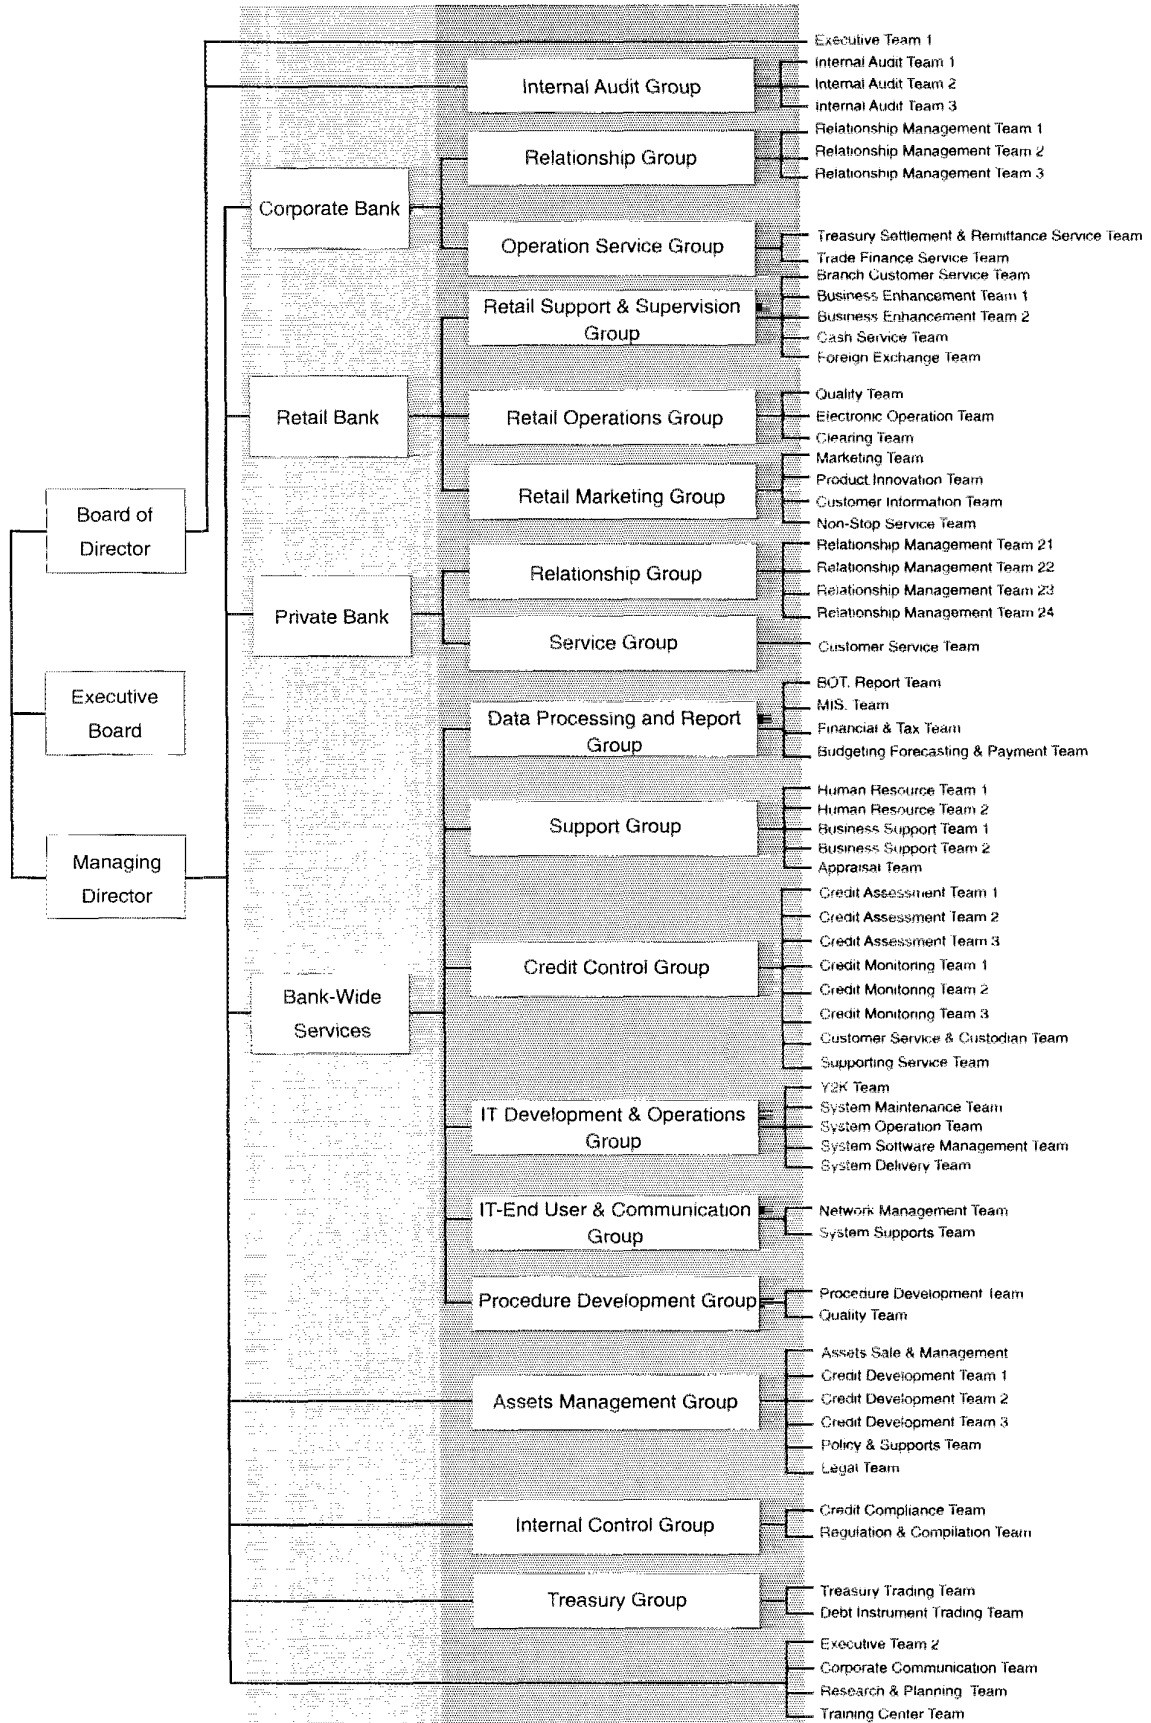 Executive Team 1
Internal Audit Group
Internal Audit Team 1
Internal Audit Team 2
Internal Audit Team 3
Corporate Bank
Relationship Group
Relationship Management Team 1
Relationship Management Team 2
Relationship Management Team 3
Operation Service Group
Treasury Settlement & Remittance Service Team
Trade Finance Service Team
Retail Bank
Retail Support & Supervision
Group
Branch Customer Service Team
Business Enhancement Team 1
Business Enhancement Team 2
Cash Service Team
Foreign Exchange Team
Retail Operations Group
Quality Team
Electronic Operation Team
Clearing Team
Retail Marketing Group
Marketing Team
Product Innovation Team
Customer Information Team
Non-Stop Service Team
Board of
Director
Executive
Board
Managing
Director
Private Bank
Relationship Group
Relationship Management Team 21
Relationship Management Team 22
Relationship Management Team 23
Relationship Management Team 24
Service Group
Customer Service Team
Bank-Wide
Services
Data Processing and Report
Group
BOT. Report Team
MIS. Team
Financial & Tax Team
Budgeting Forecasting & Payment Team
Support Group
Human Resource Team 1
Human Resource Team 2
Business Support Team 1
Business Support Team 2
Appraisal Team
Credit Control Group
Credit Assessment Team 1
Credit Assessment Team 2
Credit Assessment Team 3
Credit Monitoring Team 1
Credit Monitoring Team 2
Credit Monitoring Team 3
Customer Service & Custodian Team
Supporting Service Team
IT Development & Operations
Group
Y2K Team
System Maintenance Team
System Operation Team
System Software Management Team
System Delivery Team
IT-End User & Communication
Group
Network Management Team
System Supports Team
Procedure Development Group
Procedure Development Team
Quality Team
Assets Management Group
Assets Sale & Management
Credit Development Team 1
Credit Development Team 2
Credit Development Team 3
Policy & Supports Team
Legal Team
Internal Control Group
Credit Compliance Team
Regulation & Compilation Team
Treasury Group
Treasury Trading Team
Debt Instrument Trading Team
Executive Team 2
Corporate Communication Team
Research & Planning Team
Training Center Team